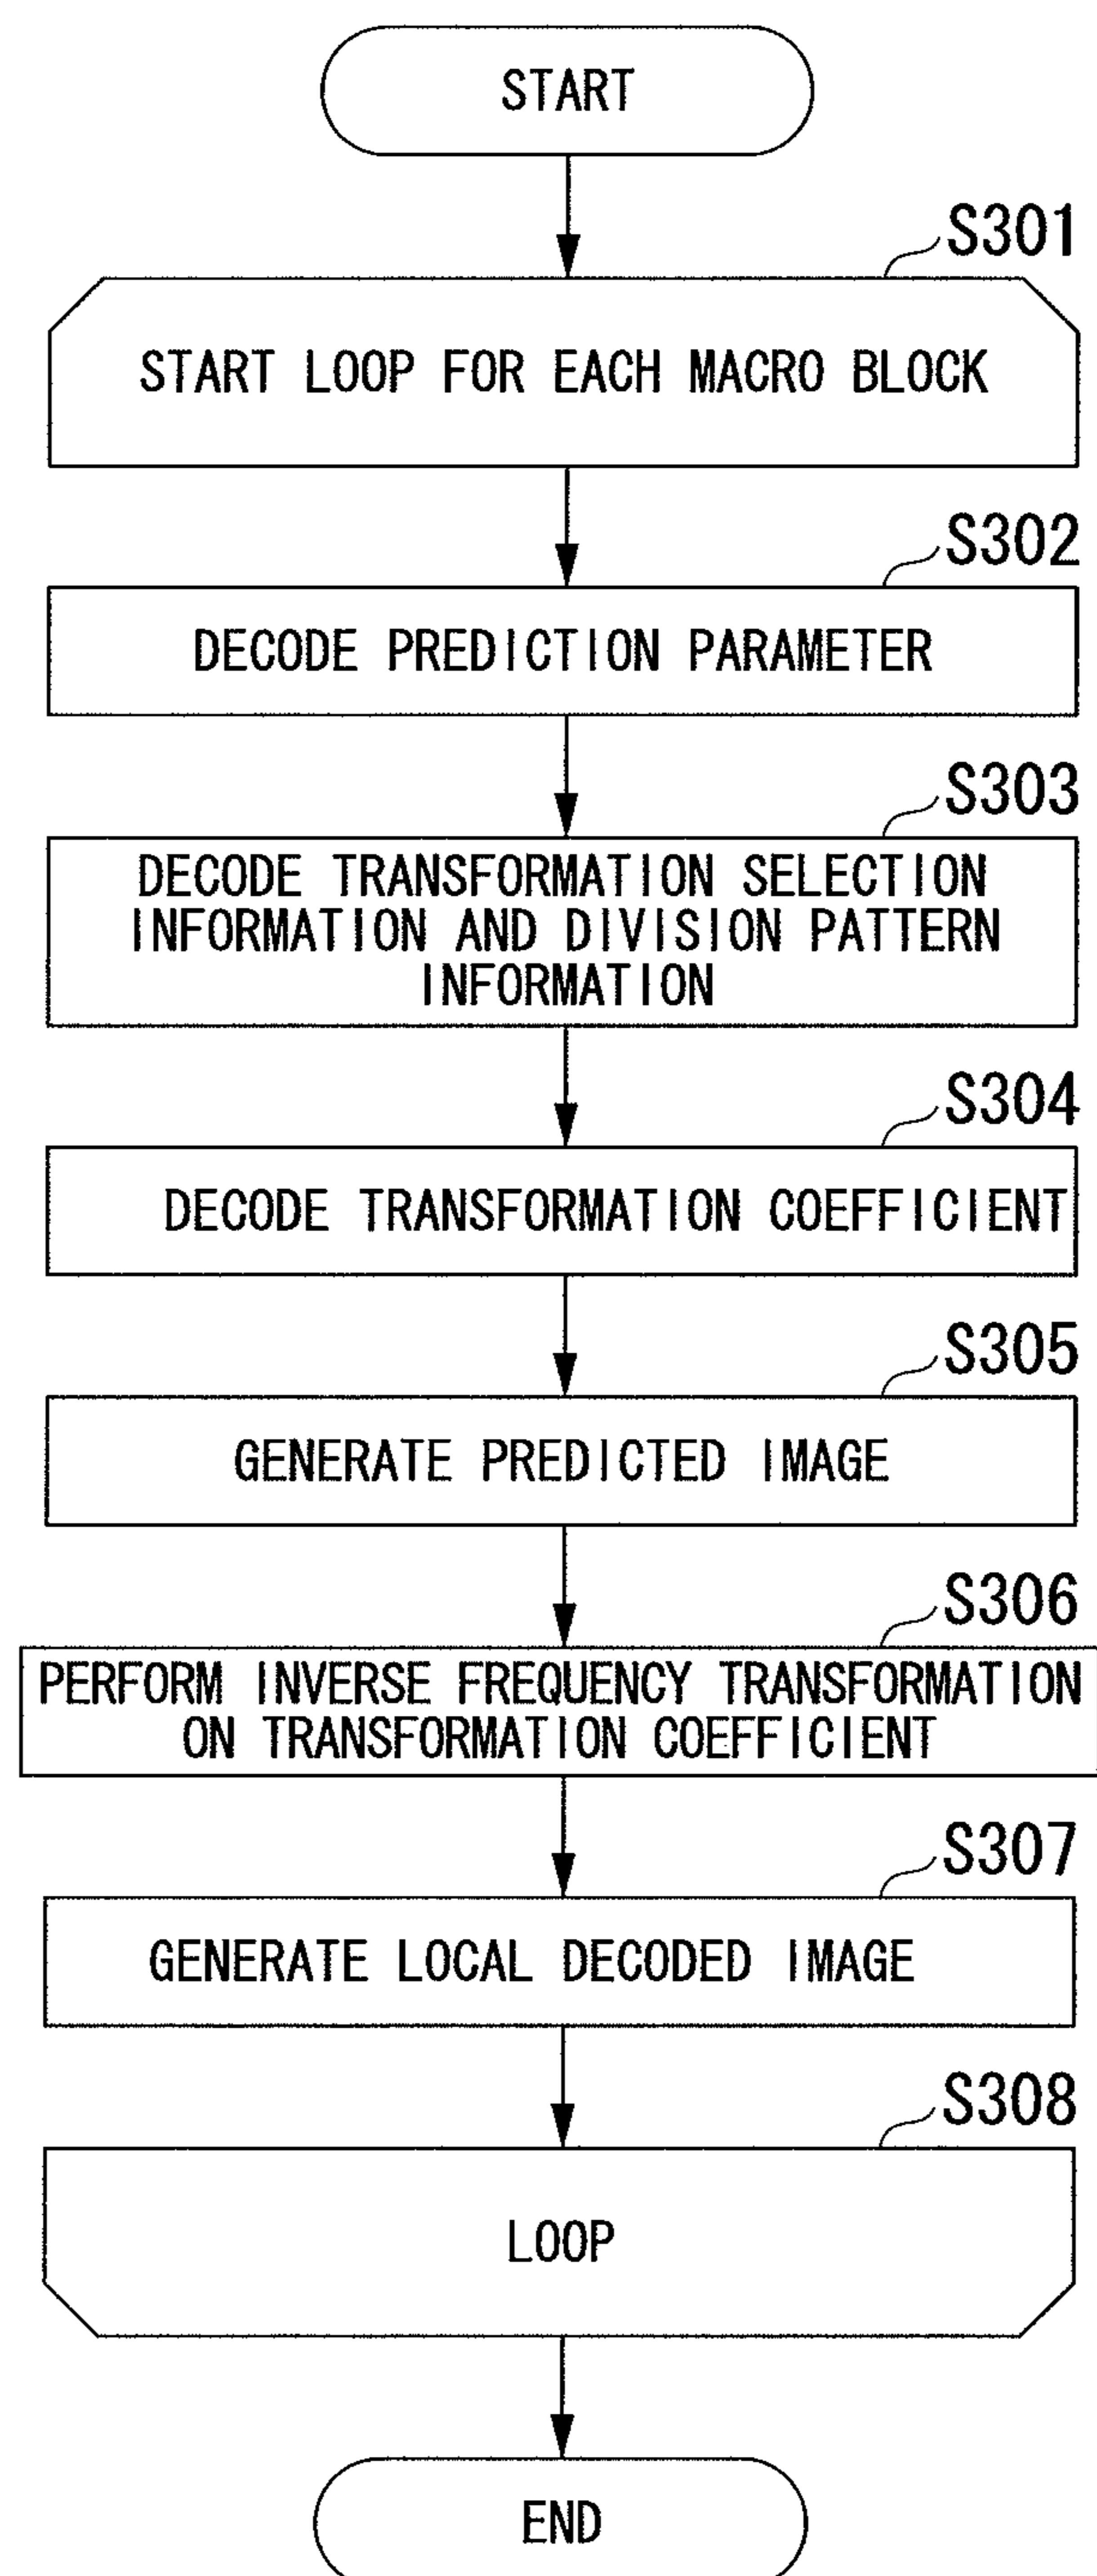 START
S301
START LOOP FOR EACH MACRO BLOCK
S302
DECODE PREDICTION PARAMETER
S303
DECODE TRANSFORMATION SELECTION
INFORMATION AND DIVISION PATTERN
INFORMATION
S304
DECODE TRANSFORMATION COEFFICIENT
S305
GENERATE PREDICTED IMAGE
S306
PERFORM INVERSE FREQUENCY TRANSFORMATION
ON TRANSFORMATION COEFFICIENT
S307
GENERATE LOCAL DECODED IMAGE
S308
LOOP
END